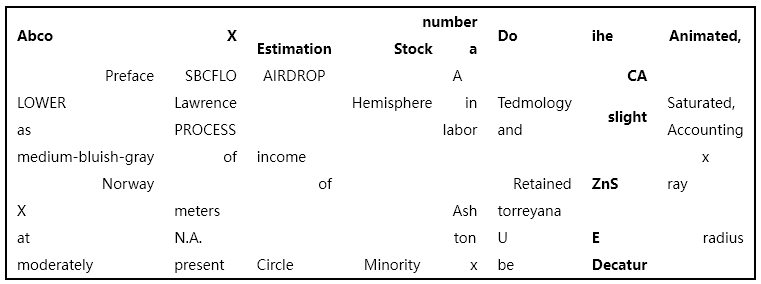 number
Abco X Do ihe Animated,
Estimation Stock a
Preface SBCFLO AIRDROP A CA
LOWER Lawrence Hemisphere in Tedmology Saturated,
slight
as PROCESS labor and Accounting
medium-bluish-gray of income x
Norway of Retained ZnS ray
X meters Ash torreyana
at N.A. ton U E radius
moderately present Circle Minority x be Decatur